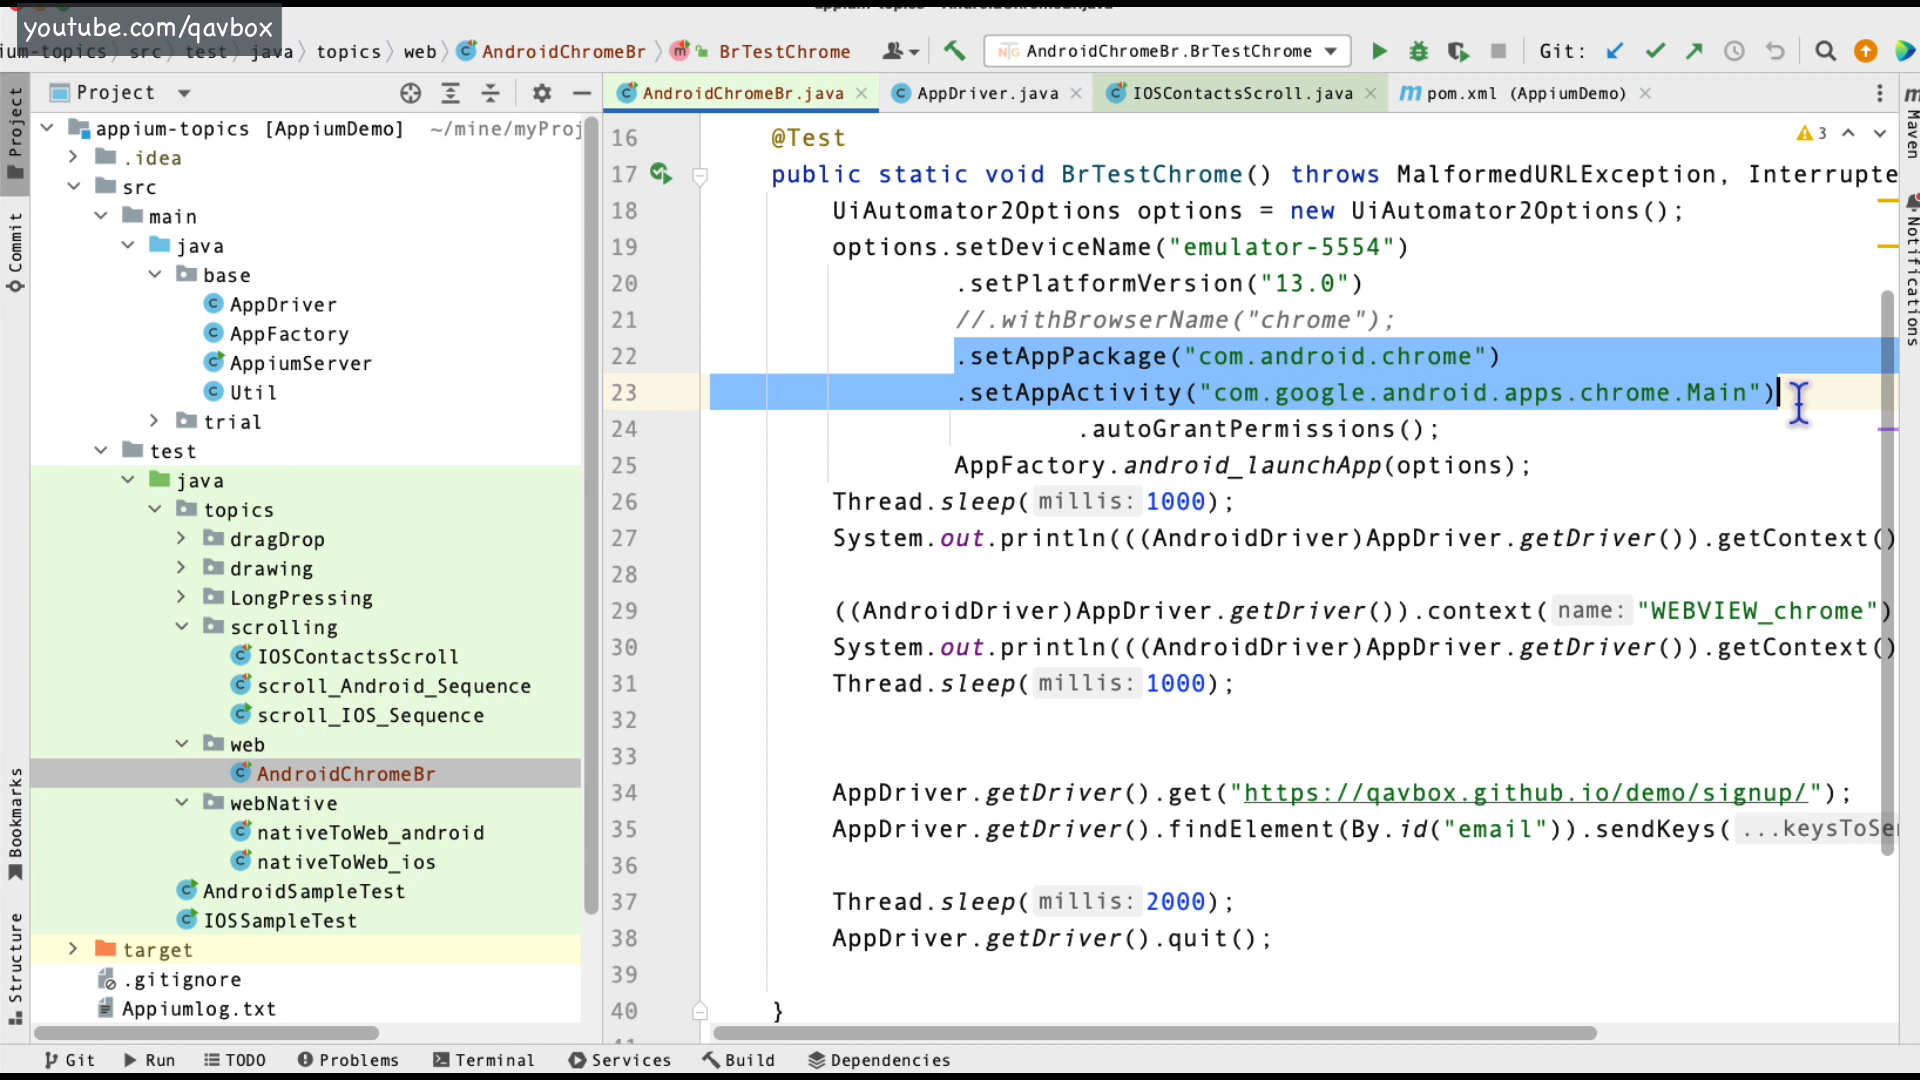 youtube.com/qavbox
src test java topics web AndroidChromeBr BrTestChrome AndroidChromeBr.BrTestChrome Git:
Project
Commit
Bookmarks
Structure
Project
appium-topics [AppiumDemo] ~/mine/myProj
.idea
src
main
java
base
AppDriver
AppFactory
AppiumServer
Util
trial
test
java
topics
dragDrop
drawing
LongPressing
scrolling
IOSContactsScroll
scroll_Android_Sequence
scroll_IOS_Sequence
web
AndroidChromeBr
webNative
nativeToWeb_android
nativeToWeb_ios
AndroidSampleTest
IOSSampleTest
target
.gitignore
Appiumlog.txt
AndroidChromeBr.java AppDriver.java IOSContactsScroll.java pom.xml (AppiumDemo)
3
16 @Test
17 public static void BrTestChrome() throws MalformedURLException, Interrupte
18 UiAutomator2Options options = new UiAutomator2Options();
19 options.setDeviceName("emulator-5554")
20 .setPlatformVersion("13.0")
21 //.withBrowserName("chrome");
22 .setAppPackage("com.android.chrome")
23 .setAppActivity("com.google.android.apps.chrome.Main")
24 .autoGrantPermissions();
25 AppFactory.android_launchApp(options);
26 Thread.sleep( millis: 1000);
27 System.out.println(((AndroidDriver)AppDriver.getDriver()).getContext()
28
29 ((AndroidDriver)AppDriver.getDriver()).context( name: "WEBVIEW_chrome")
30 System.out.println(((AndroidDriver)AppDriver.getDriver()).getContext()
31 Thread.sleep( millis: 1000);
32
33
34 AppDriver.getDriver().get("https://qavbox.github.io/demo/signup/");
35 AppDriver.getDriver().findElement(By.id("email")).sendKeys( ...keysToSe
36
37 Thread.sleep( millis: 2000);
38 AppDriver.getDriver().quit();
39
40 }
Maven
Notifications
Git Run TODO Problems Terminal Services Build Dependencies